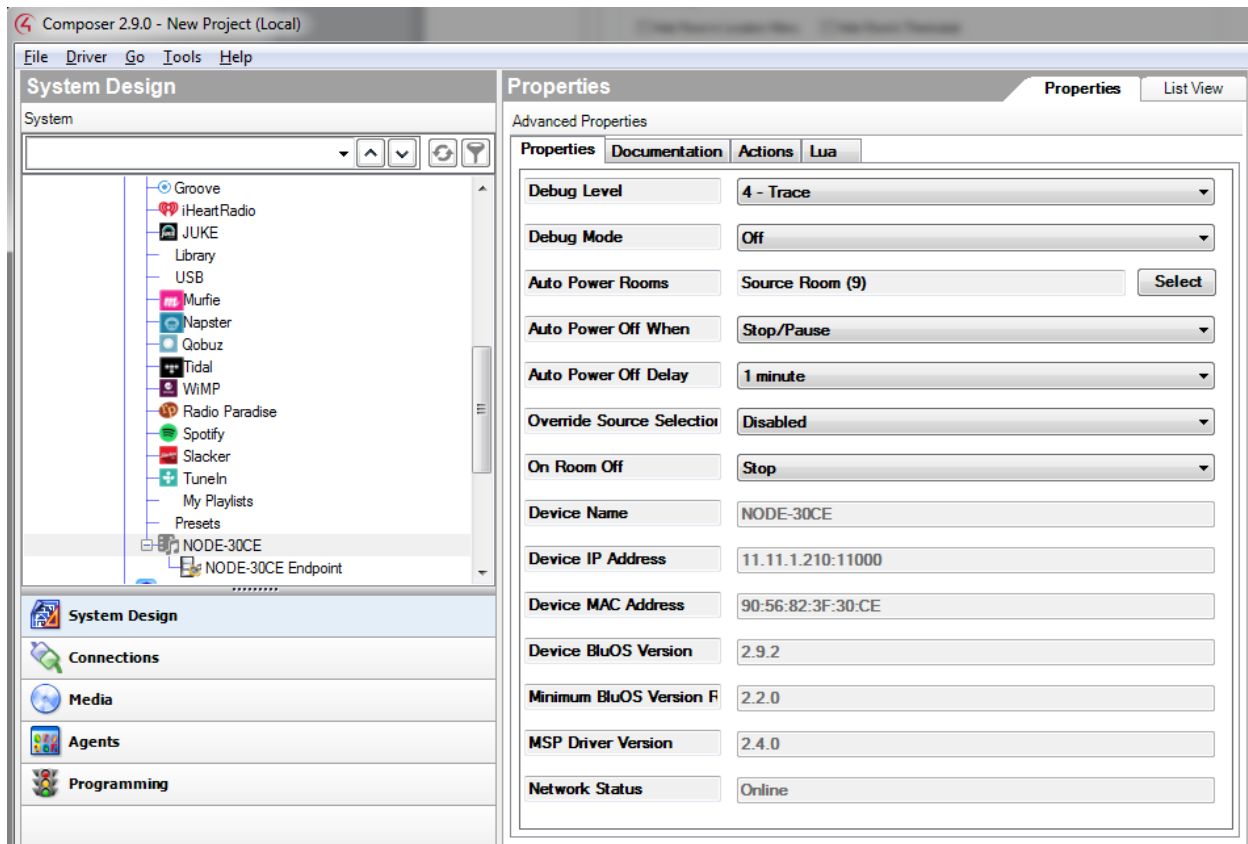 Composer 2.9.0 - New Project (Local)
File Driver Go Tools Help
System Design
System
Groove
iHeartRadio
JUKE
Library
USB
Murfie
Napster
Qobuz
Tidal
WiMP
Radio Paradise
Spotify
Slacker
TuneIn
My Playlists
Presets
NODE-30CE
NODE-30CE Endpoint
System Design
Connections
Media
Agents
Programming
Properties
Properties List View
Advanced Properties
Properties Documentation Actions Lua
Debug Level 4 - Trace
Debug Mode Off
Auto Power Rooms Source Room (9) Select
Auto Power Off When Stop/Pause
Auto Power Off Delay 1 minute
Override Source Selection Disabled
On Room Off Stop
Device Name NODE-30CE
Device IP Address 11.11.1.210:11000
Device MAC Address 90:56:82:3F:30:CE
Device BluOS Version 2.9.2
Minimum BluOS Version R 2.2.0
MSP Driver Version 2.4.0
Network Status Online